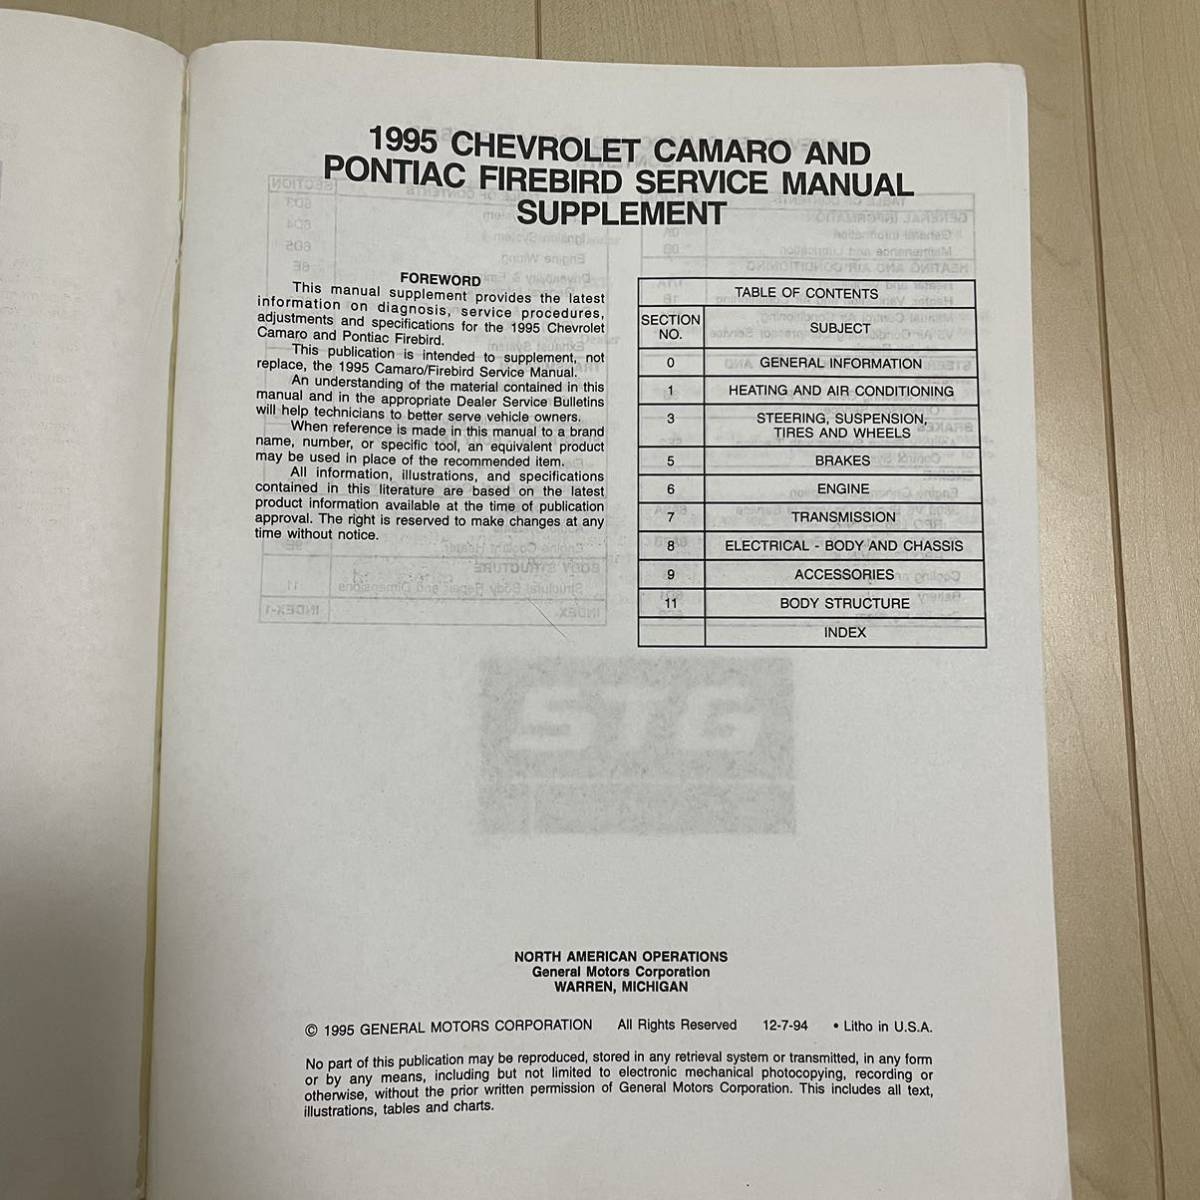 1995 CHEVROLET CAMARO AND
PONTIAC FIREBIRD SERVICE MANUAL
SUPPLEMENT
FOREWORD
This manual supplement provides the latest
information on diagnosis, service procedures,
adjustments and specifications for the 1995 Chevrolet
Camaro and Pontiac Firebird.
This publication is intended to supplement, not
replace, the 1995 Camaro/Firebird Service Manual.
An understanding of the material contained in this
manual and in the appropriate Dealer Service Bulletins
will help technicians to better serve vehicle owners.
When reference is made in this manual to a brand
name, number, or specific tool, an equivalent product
may be used in place of the recommended item.
All information, illustrations, and specifications
contained in this literature are based on the latest
product information available at the time of publication
approval. The right is reserved to make changes at any
time without notice.
TABLE OF CONTENTS
SECTION NO. SUBJECT
0 GENERAL INFORMATION
1 HEATING AND AIR CONDITIONING
3 STEERING, SUSPENSION,
TIRES AND WHEELS
5 BRAKES
6 ENGINE
7 TRANSMISSION
8 ELECTRICAL - BODY AND CHASSIS
9 ACCESSORIES
11 BODY STRUCTURE
INDEX
STG
NORTH AMERICAN OPERATIONS
General Motors Corporation
WARREN, MICHIGAN
© 1995 GENERAL MOTORS CORPORATION All Rights Reserved 12-7-94 • Litho in U.S.A.
No part of this publication may be reproduced, stored in any retrieval system or transmitted, in any form
or by any means, including but not limited to electronic mechanical photocopying, recording or
otherwise, without the prior written permission of General Motors Corporation. This includes all text,
illustrations, tables and charts.